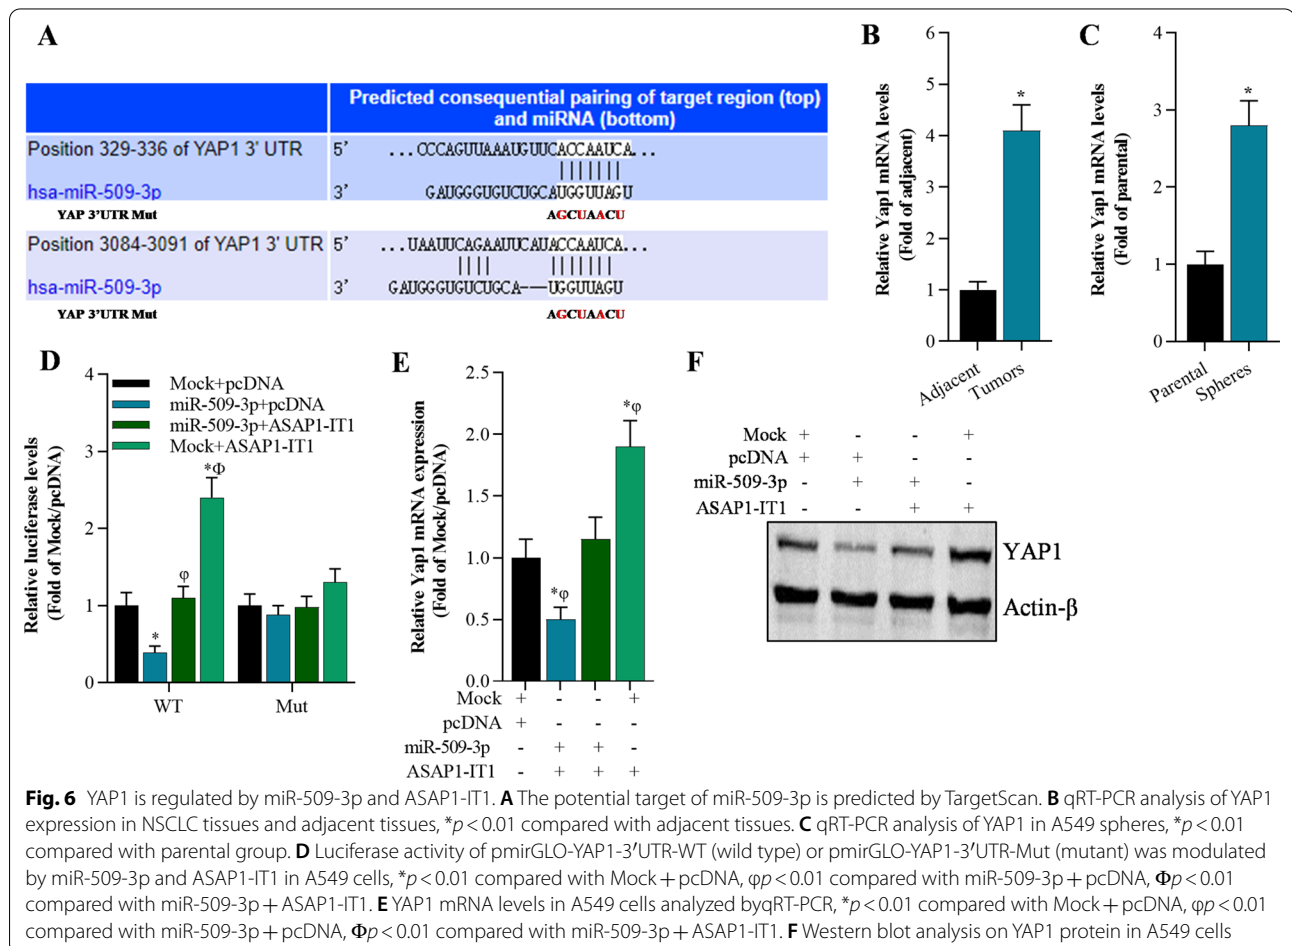 A
Predicted consequential pairing of target region (top)
and miRNA (bottom)
Position 329-336 of YAP1 3' UTR 5' ...CCCAGUUAAAUGUUCACCAAUCA...
hsa-miR-509-3p 3' GAUGGGUGUCUGCAUGGUUAGU
YAP 3'UTR Mut AGCUAACU
Position 3084-3091 of YAP1 3' UTR 5' ...UAAUUCAGAAUUCAUACCAAUCA...
hsa-miR-509-3p 3' GAUGGGUGUCUGCA--UGGUUAGU
YAP 3'UTR Mut AGCUAACU
B
Relative Yap1 mRNA levels
(Fold of adjacent)
6
5
4
3
2
1
0
*
Adjacent
Tumors
C
Relative Yap1 mRNA levels
(Fold of parental)
4
3
2
1
0
*
Parental
Spheres
D
Relative luciferase levels
(Fold of Mock/pcDNA)
4
3
2
1
0
Mock+pcDNA
miR-509-3p+pcDNA
miR-509-3p+ASAP1-IT1
Mock+ASAP1-IT1
*
φ
*Φ
WT
Mut
E
Relative Yap1 mRNA expression
(Fold of Mock/pcDNA)
2.5
2.0
1.5
1.0
0.5
0.0
*φ
*φ
Mock + - - +
pcDNA + - - -
miR-509-3p - + + -
ASAP1-IT1 - + + +
F
Mock + - - +
pcDNA + + - -
miR-509-3p - + + -
ASAP1-IT1 - - + +
YAP1
Actin-β
Fig. 6 YAP1 is regulated by miR-509-3p and ASAP1-IT1. A The potential target of miR-509-3p is predicted by TargetScan. B qRT-PCR analysis of YAP1
expression in NSCLC tissues and adjacent tissues, *p < 0.01 compared with adjacent tissues. C qRT-PCR analysis of YAP1 in A549 spheres, *p < 0.01
compared with parental group. D Luciferase activity of pmirGLO-YAP1-3′UTR-WT (wild type) or pmirGLO-YAP1-3′UTR-Mut (mutant) was modulated
by miR-509-3p and ASAP1-IT1 in A549 cells, *p < 0.01 compared with Mock + pcDNA, φp < 0.01 compared with miR-509-3p + pcDNA, Φp < 0.01
compared with miR-509-3p + ASAP1-IT1. E YAP1 mRNA levels in A549 cells analyzed byqRT-PCR, *p < 0.01 compared with Mock + pcDNA, φp < 0.01
compared with miR-509-3p + pcDNA, Φp < 0.01 compared with miR-509-3p + ASAP1-IT1. F Western blot analysis on YAP1 protein in A549 cells